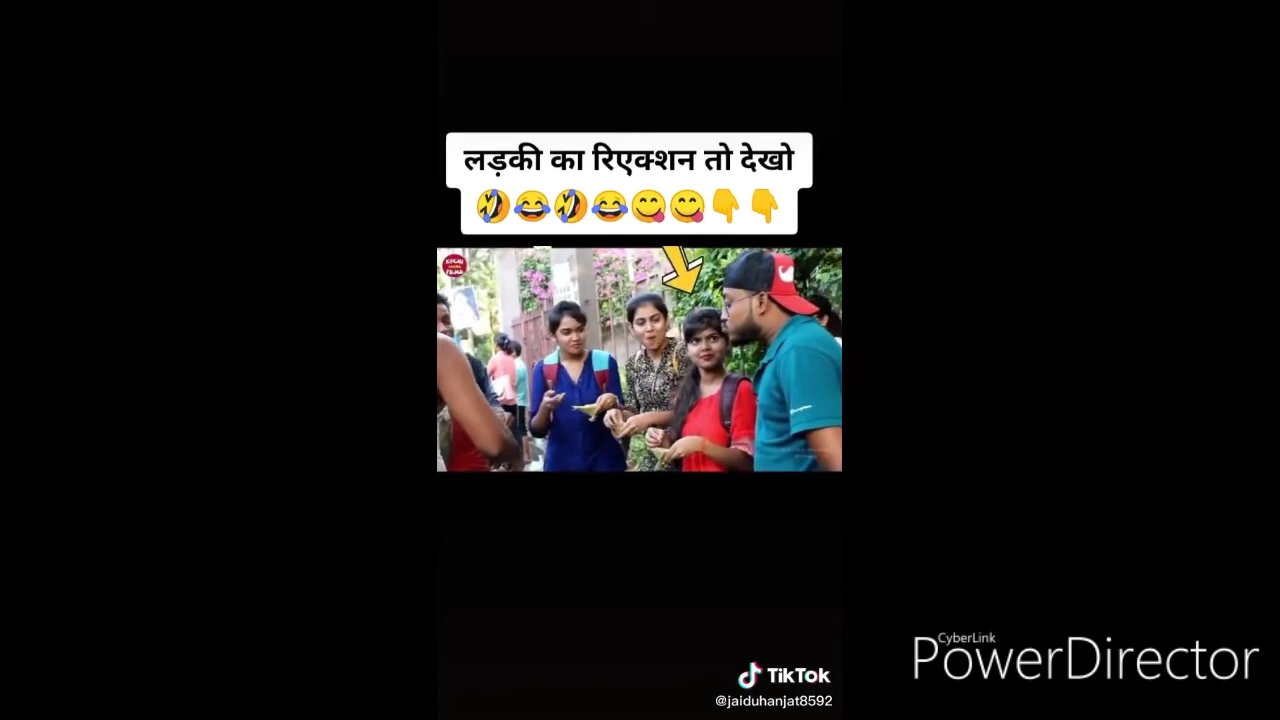 लड़की का रिएक्शन तो देखो
🤣😂🤣😂😋😋👇👇
TikTok
@jaiduhanjat8592
CyberLink
PowerDirector